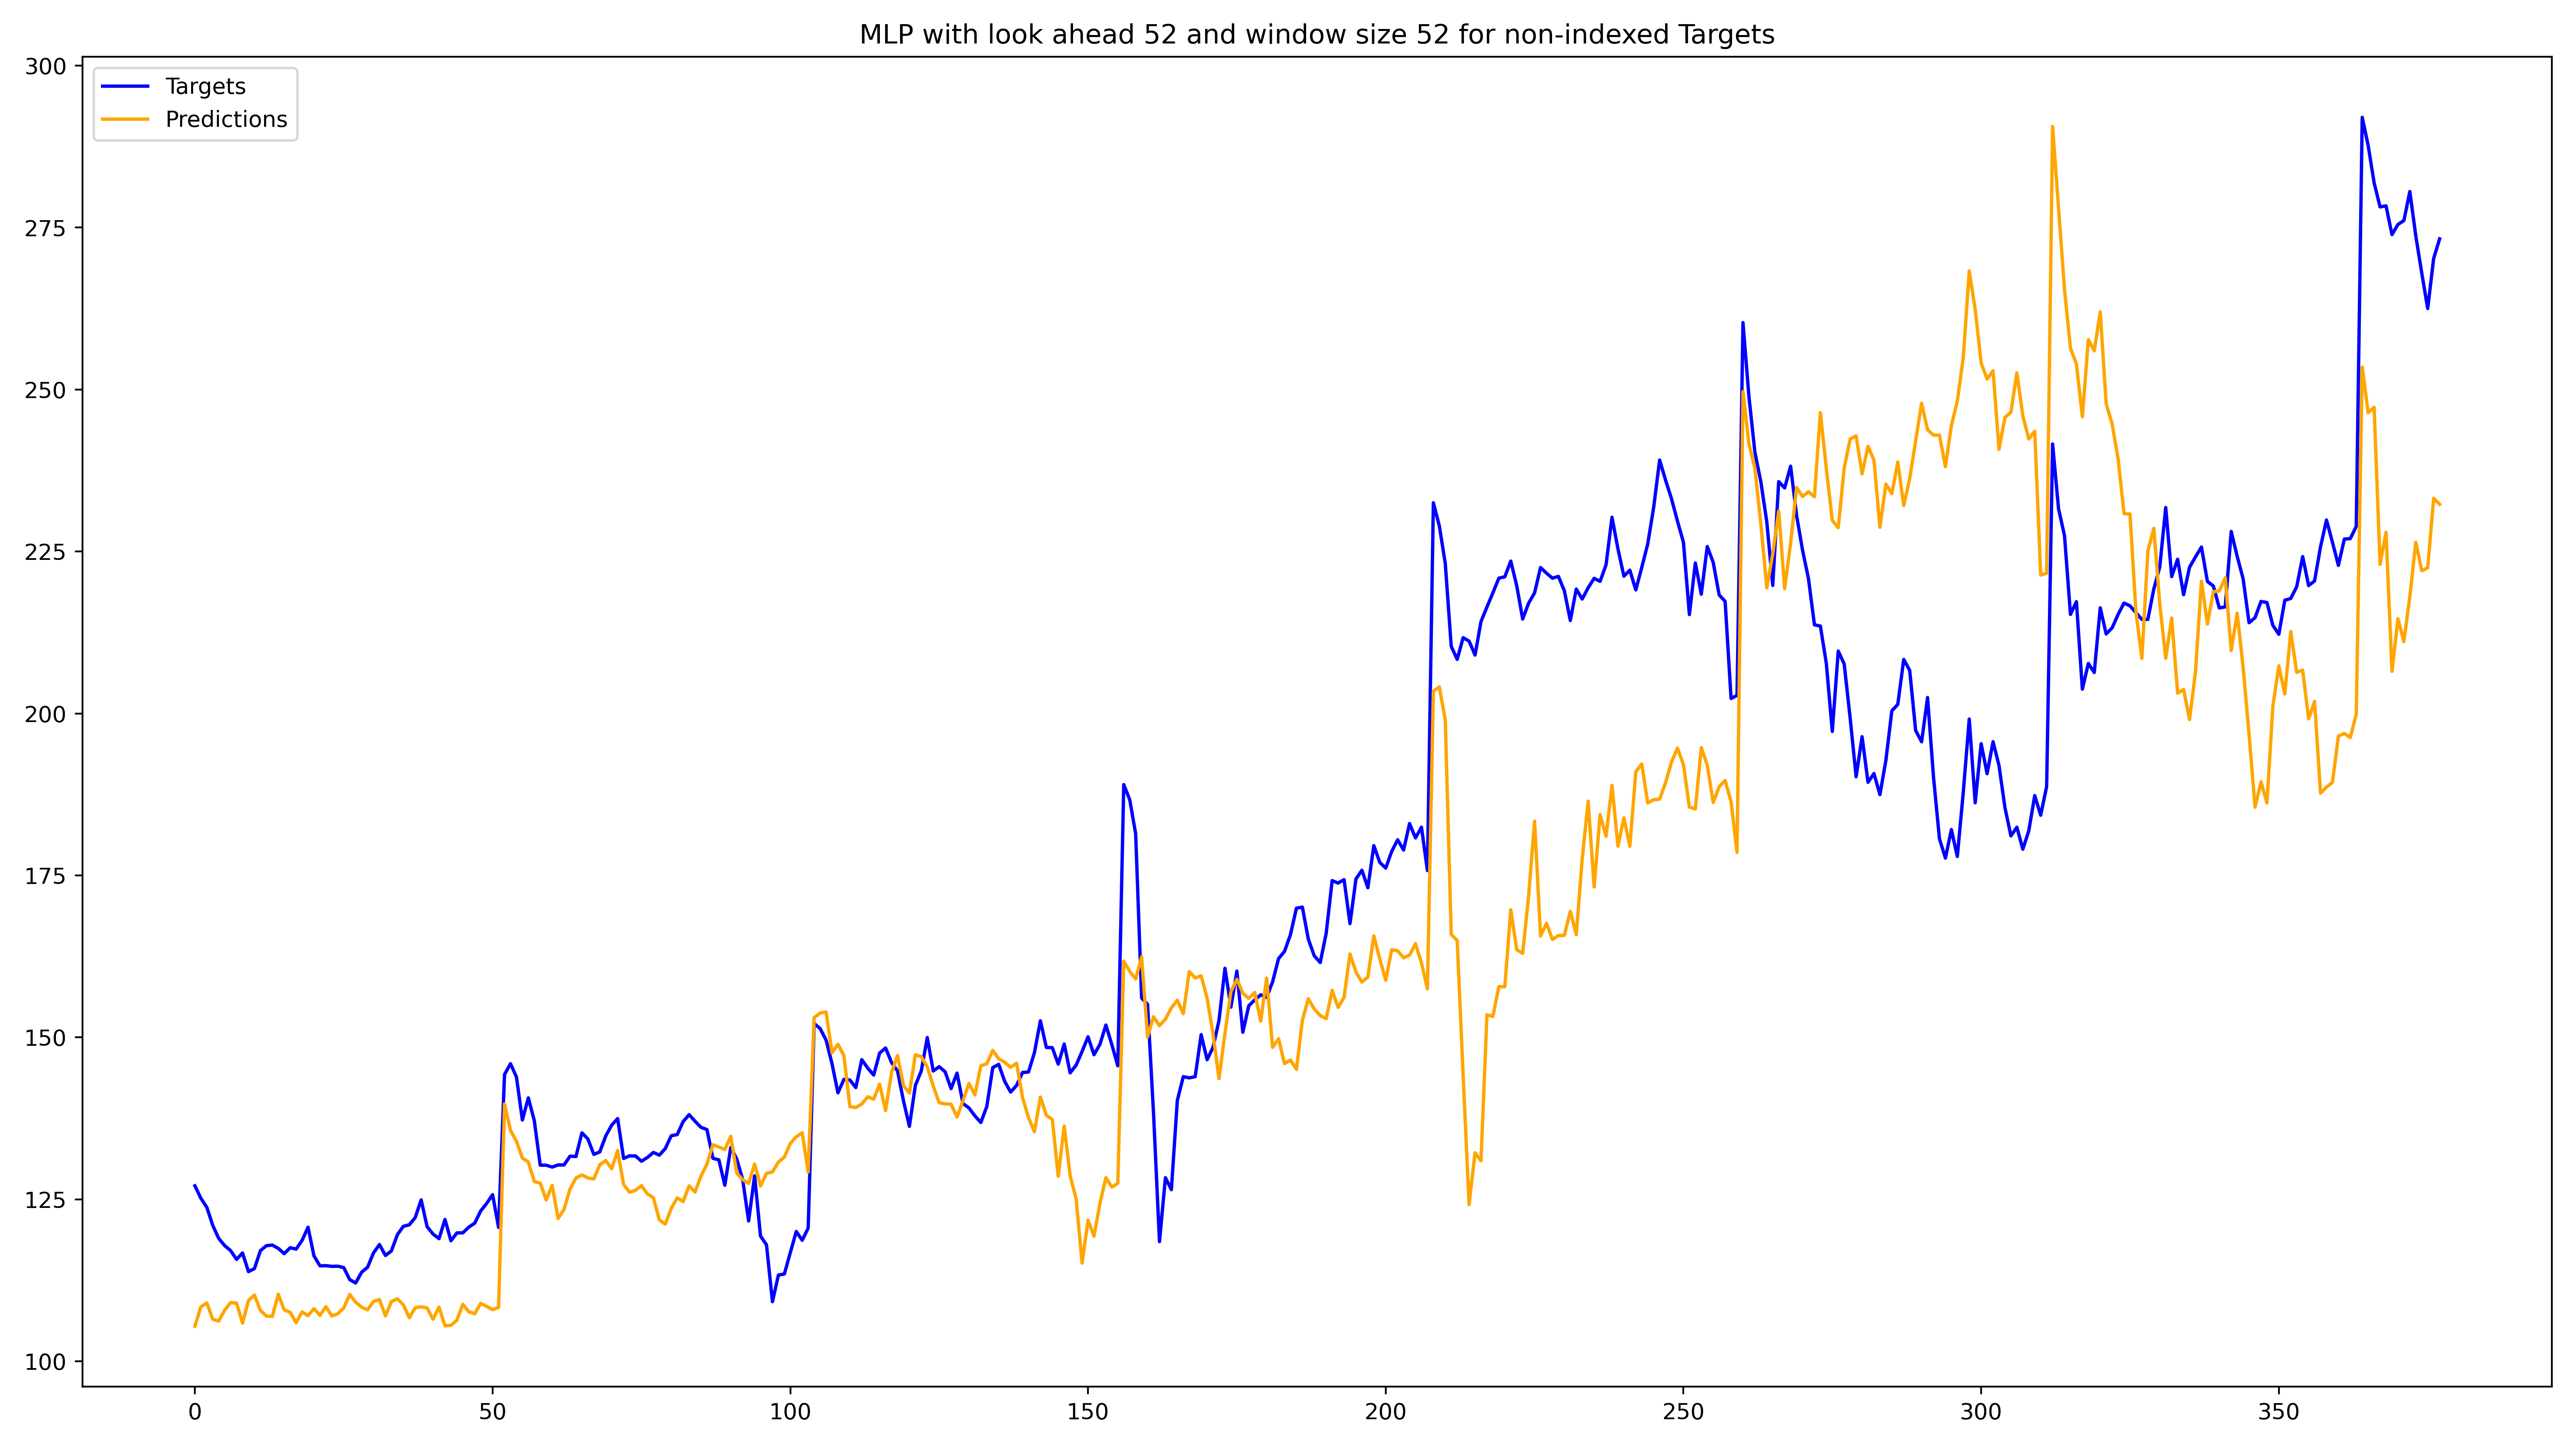 MLP with look ahead 52 and window size 52 for non-indexed Targets
Targets
Predictions
300
275
250
225
200
175
150
125
100
0 50 100 150 200 250 300 350